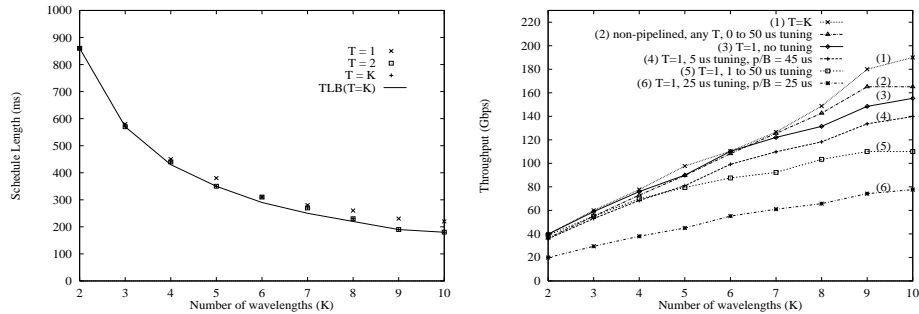 1000
900
800
700
600
500
400
300
200
100
0
2 3 4 5 6 7 8 9 10
Schedule Length (ms)
Number of wavelengths (K)
T = 1
T = 2
T = K
TLB(T=K)
220
200
180
160
140
120
100
80
60
40
20
0
2 3 4 5 6 7 8 9 10
Throughput (Gbps)
Number of wavelengths (K)
(1) T=K
(2) non-pipelined, any T, 0 to 50 us tuning
(3) T=1, no tuning
(4) T=1, 5 us tuning, p/B = 45 us
(5) T=1, 1 to 50 us tuning
(6) T=1, 25 us tuning, p/B = 25 us
(1)
(2)
(3)
(4)
(5)
(6)